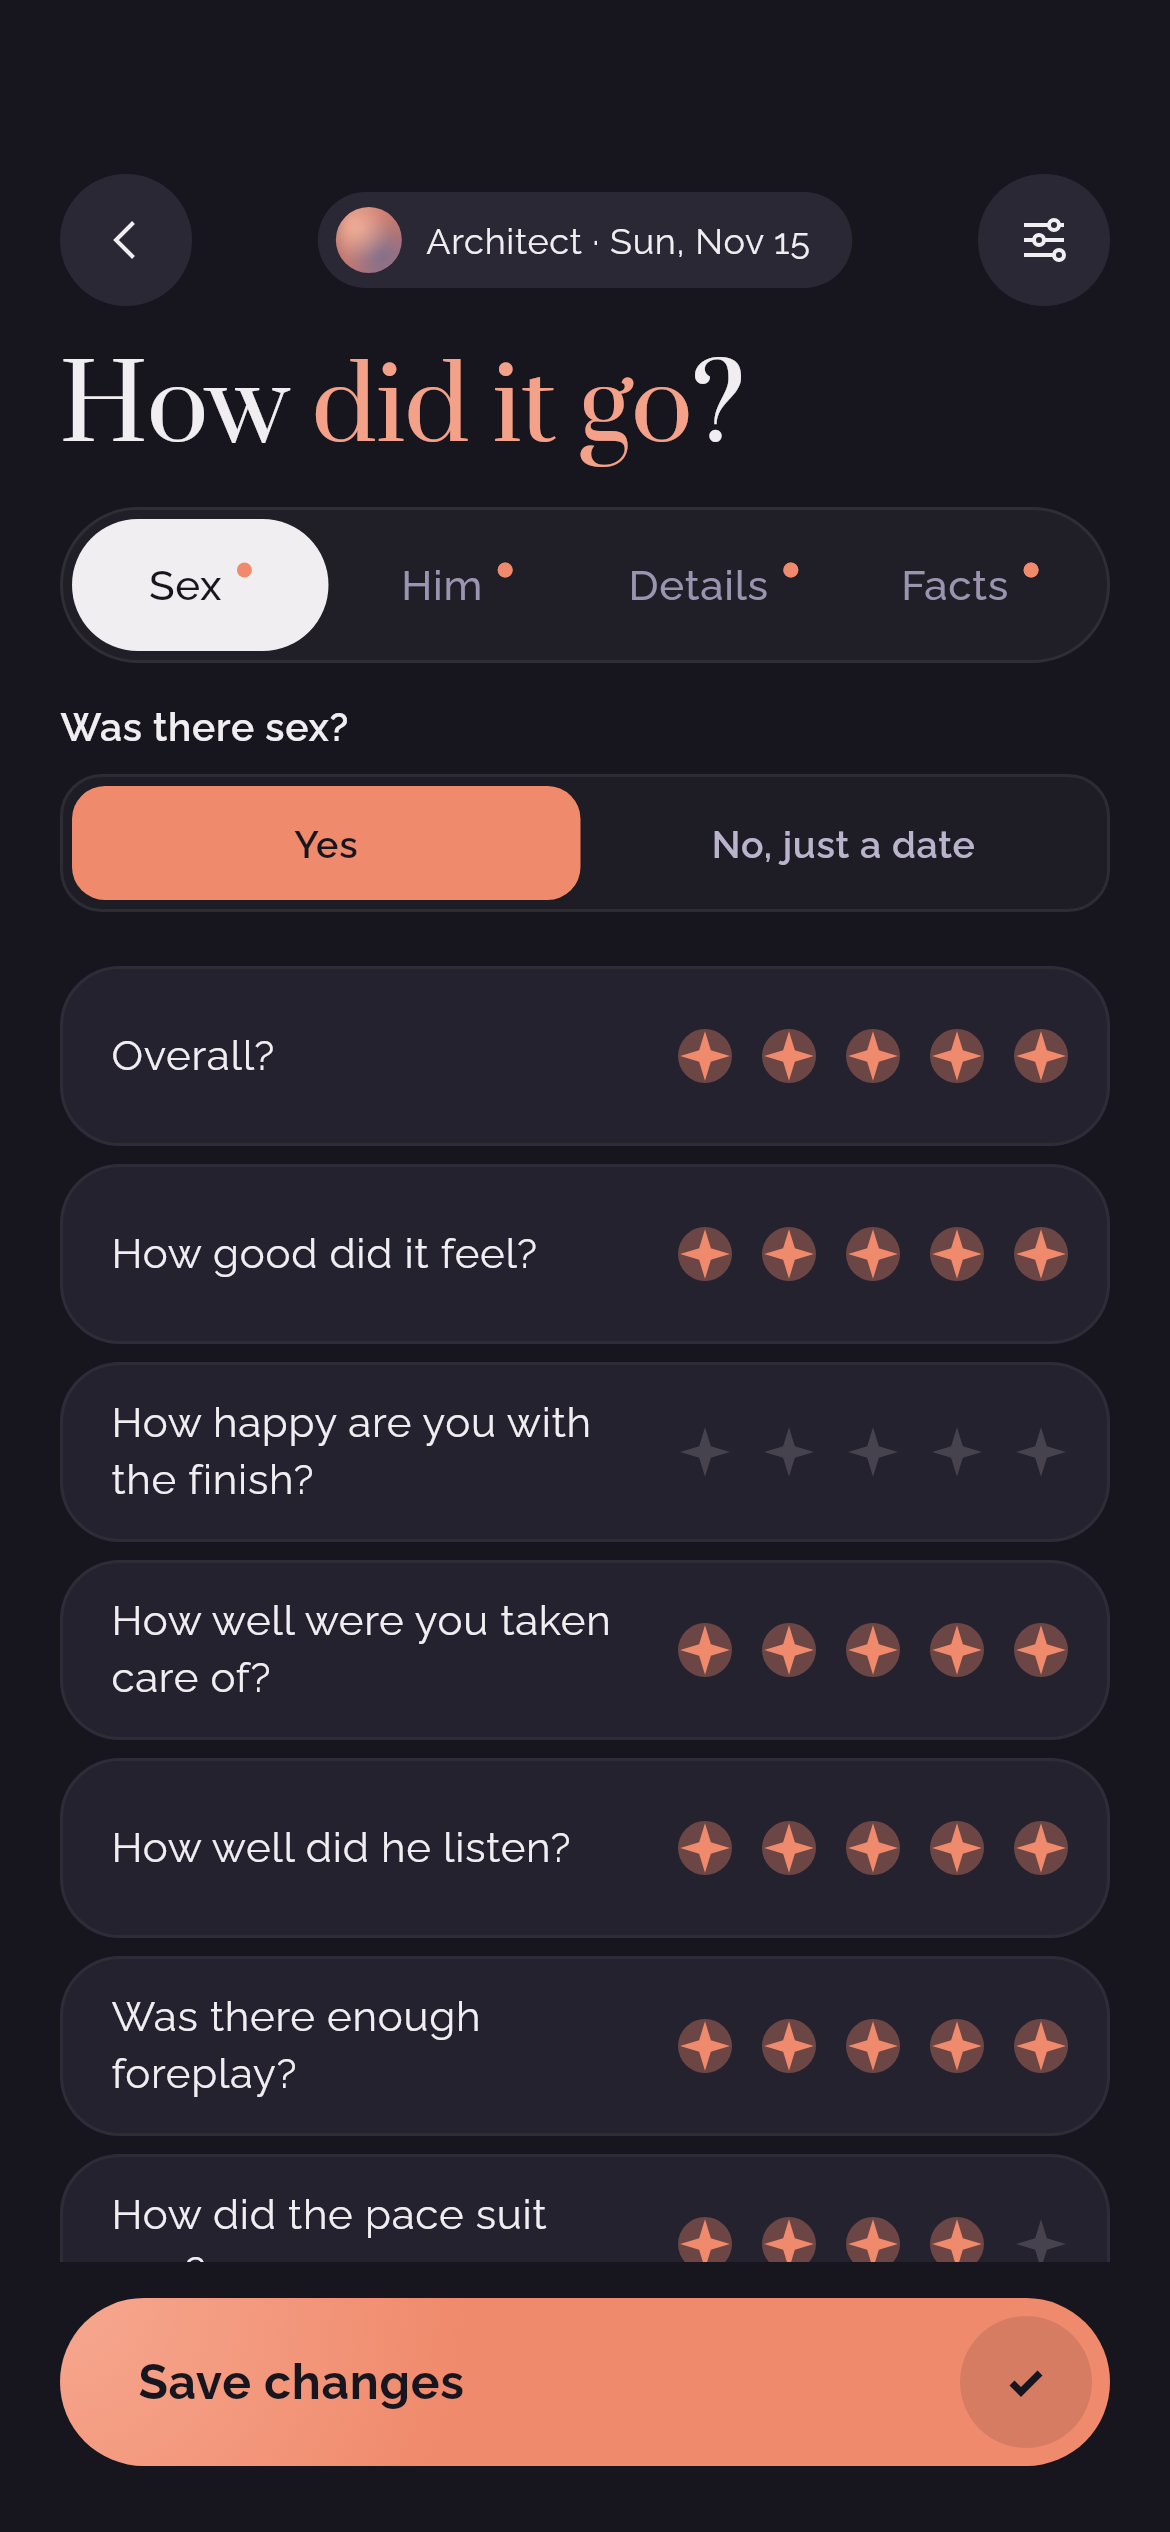 Architect · Sun, Nov 15
How did it go?
Sex
Him
Details
Facts
Was there sex?
Yes
No, just a date
Overall?
How good did it feel?
How happy are you with
the finish?
How well were you taken
care of?
How well did he listen?
Was there enough
foreplay?
How did the pace suit
Save changes